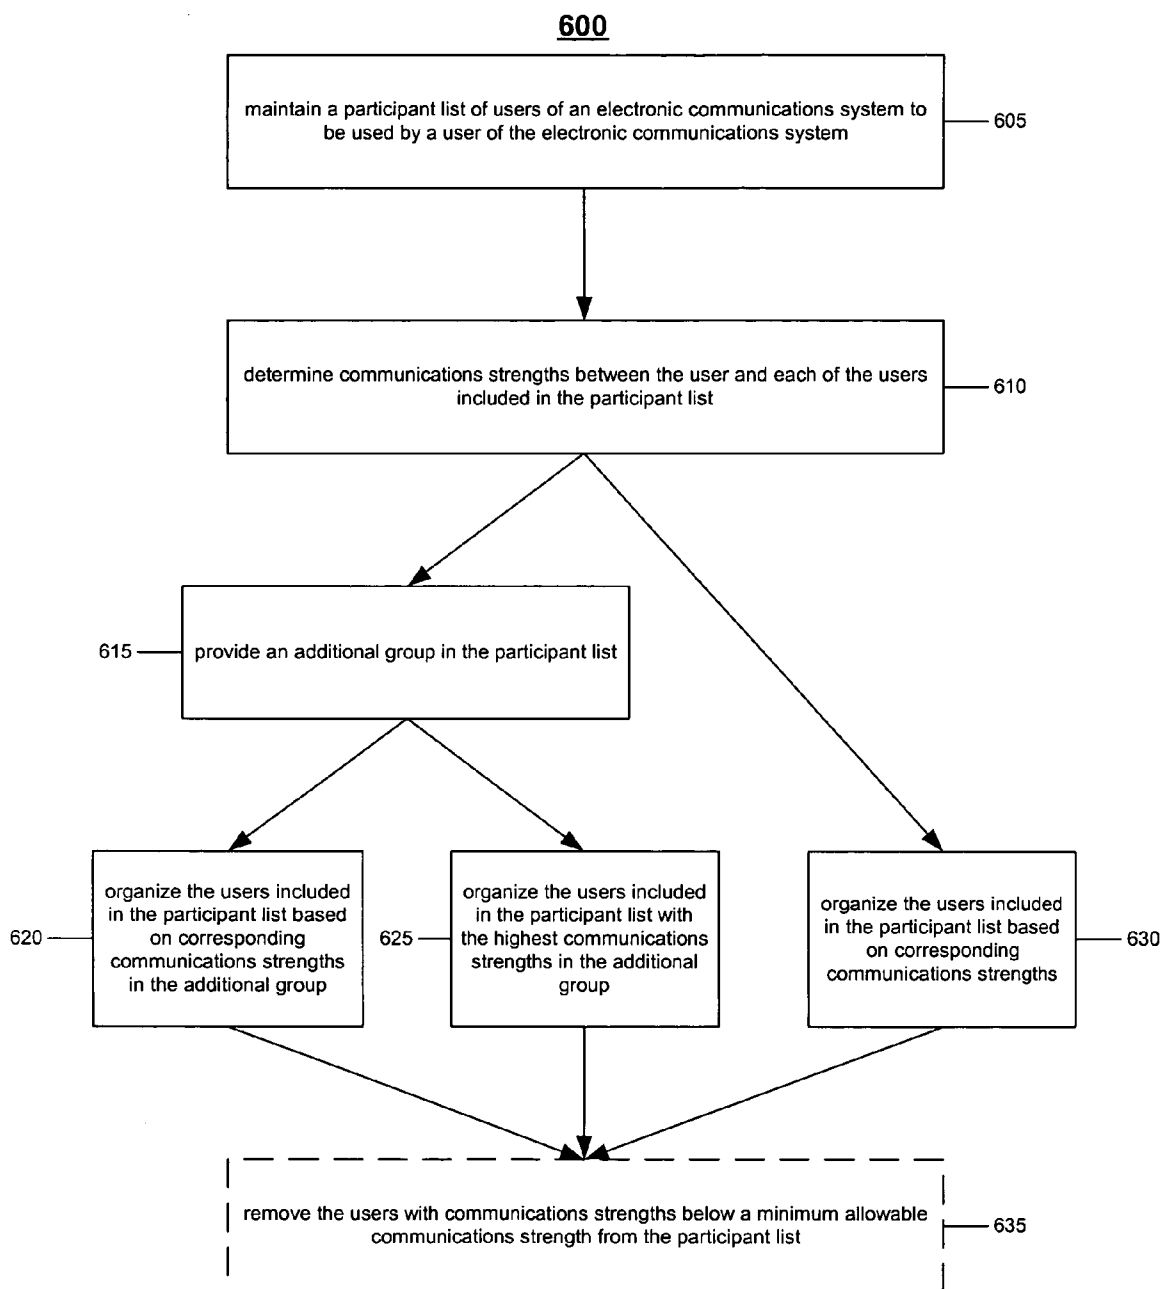 600
maintain a participant list of users of an electronic communications system to
be used by a user of the electronic communications system
605
determine communications strengths between the user and each of the users
included in the participant list
610
615
provide an additional group in the participant list
620
organize the users included
in the participant list based
on corresponding
communications strengths
in the additional group
625
organize the users included
in the participant list with
the highest communications
strengths in the additional
group
organize the users included
in the participant list based
on corresponding
communications strengths
630
remove the users with communications strengths below a minimum allowable
communications strength from the participant list
635